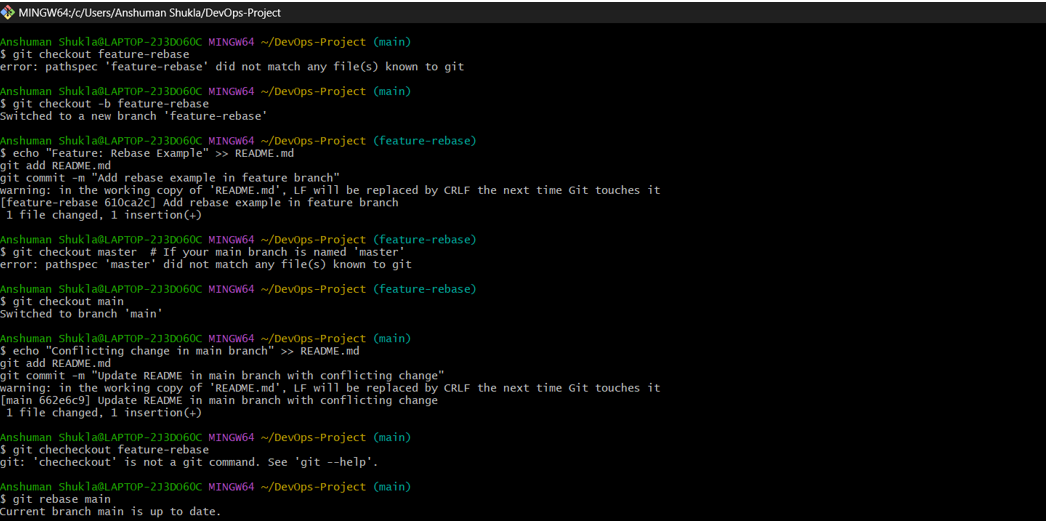 MINGW64:/c/Users/Anshuman Shukla/DevOps-Project
Anshuman Shukla@LAPTOP-2J3DO60C MINGW64 ~/DevOps-Project (main)
$ git checkout feature-rebase
error: pathspec 'feature-rebase' did not match any file(s) known to git
Anshuman Shukla@LAPTOP-2J3DO60C MINGW64 ~/DevOps-Project (main)
$ git checkout -b feature-rebase
Switched to a new branch 'feature-rebase'
Anshuman Shukla@LAPTOP-2J3DO60C MINGW64 ~/DevOps-Project (feature-rebase)
$ echo "Feature: Rebase Example" >> README.md
git add README.md
git commit -m "Add rebase example in feature branch"
warning: in the working copy of 'README.md', LF will be replaced by CRLF the next time Git touches it
[feature-rebase 610ca2c] Add rebase example in feature branch
1 file changed, 1 insertion(+)
Anshuman Shukla@LAPTOP-2J3DO60C MINGW64 ~/DevOps-Project (feature-rebase)
$ git checkout master  # If your main branch is named 'master'
error: pathspec 'master' did not match any file(s) known to git
Anshuman Shukla@LAPTOP-2J3DO60C MINGW64 ~/DevOps-Project (feature-rebase)
$ git checkout main
Switched to branch 'main'
Anshuman Shukla@LAPTOP-2J3DO60C MINGW64 ~/DevOps-Project (main)
$ echo "Conflicting change in main branch" >> README.md
git add README.md
git commit -m "Update README in main branch with conflicting change"
warning: in the working copy of 'README.md', LF will be replaced by CRLF the next time Git touches it
[main 662e6c9] Update README in main branch with conflicting change
1 file changed, 1 insertion(+)
Anshuman Shukla@LAPTOP-2J3DO60C MINGW64 ~/DevOps-Project (main)
$ git checheckout feature-rebase
git: 'checheckout' is not a git command. See 'git --help'.
Anshuman Shukla@LAPTOP-2J3DO60C MINGW64 ~/DevOps-Project (main)
$ git rebase main
Current branch main is up to date.